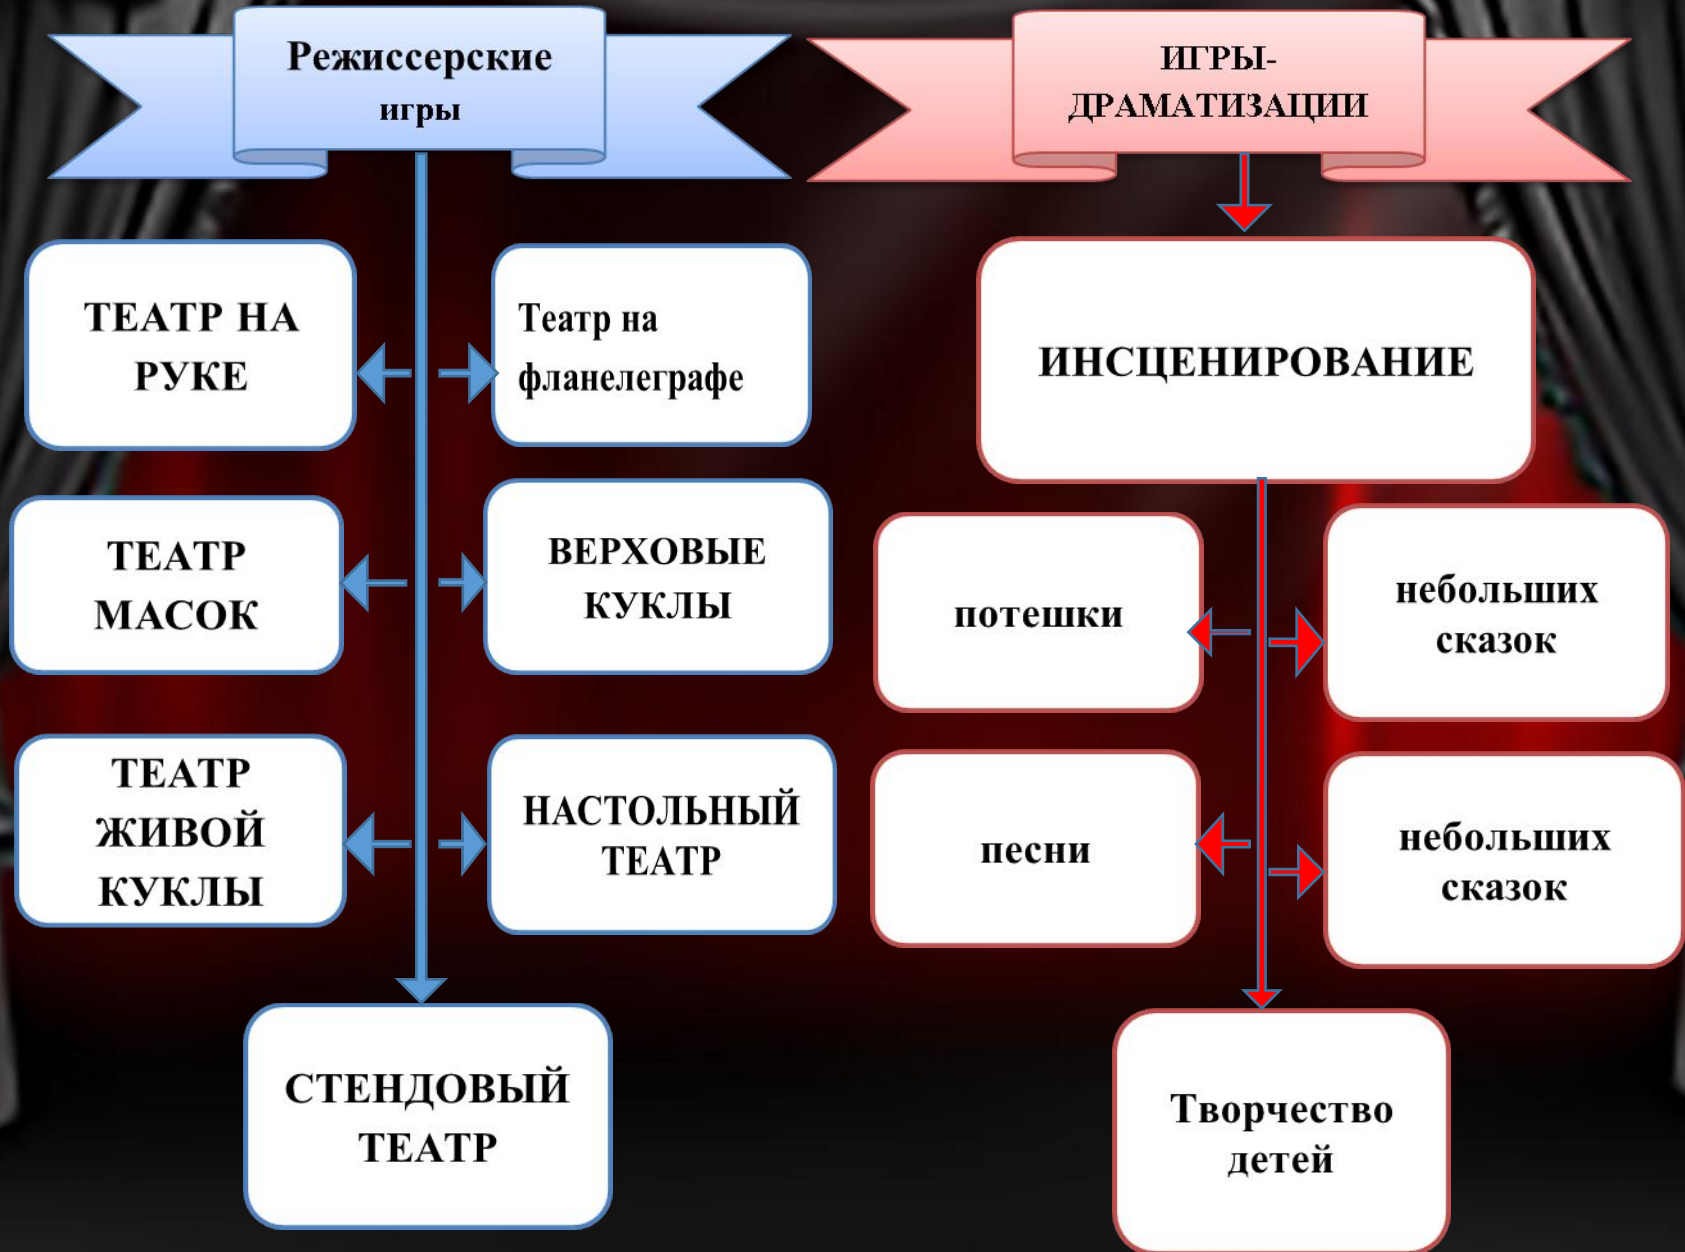 Режиссерские
игры
ИГРЫ-
ДРАМАТИЗАЦИИ
ТЕАТР НА
РУКЕ
Театр на
фланелеграфе
ИНСЦЕНИРОВАНИЕ
ТЕАТР
МАСОК
ВЕРХОВЫЕ
КУКЛЫ
потешки
небольших
сказок
ТЕАТР
ЖИВОЙ
КУКЛЫ
НАСТОЛЬНЫЙ
ТЕАТР
песни
небольших
сказок
СТЕНДОВЫЙ
ТЕАТР
Творчество
детей